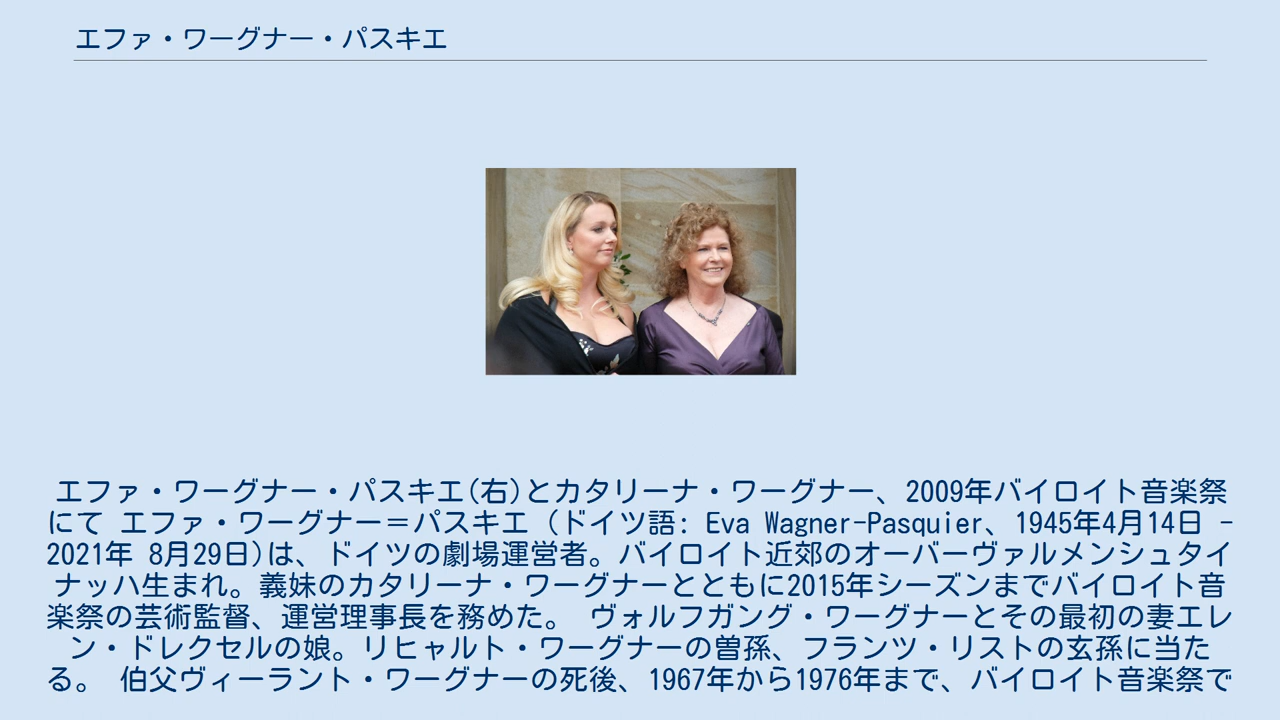 エファ・ワーグナー・パスキエ
エファ・ワーグナー・パスキエ(右)とカタリーナ・ワーグナー、2009年バイロイト音楽祭
にて エファ・ワーグナー＝パスキエ (ドイツ語: Eva Wagner-Pasquier、1945年4月14日 -
2021年 8月29日)は、ドイツの劇場運営者。バイロイト近郊のオーバーヴァルメンシュタイ
ナッハ生まれ。義妹のカタリーナ・ワーグナーとともに2015年シーズンまでバイロイト音
楽祭の芸術監督、運営理事長を務めた。 ヴォルフガング・ワーグナーとその最初の妻エレ
ン・ドレクセルの娘。リヒャルト・ワーグナーの曽孫、フランツ・リストの玄孫に当た
る。 伯父ヴィーラント・ワーグナーの死後、1967年から1976年まで、バイロイト音楽祭で